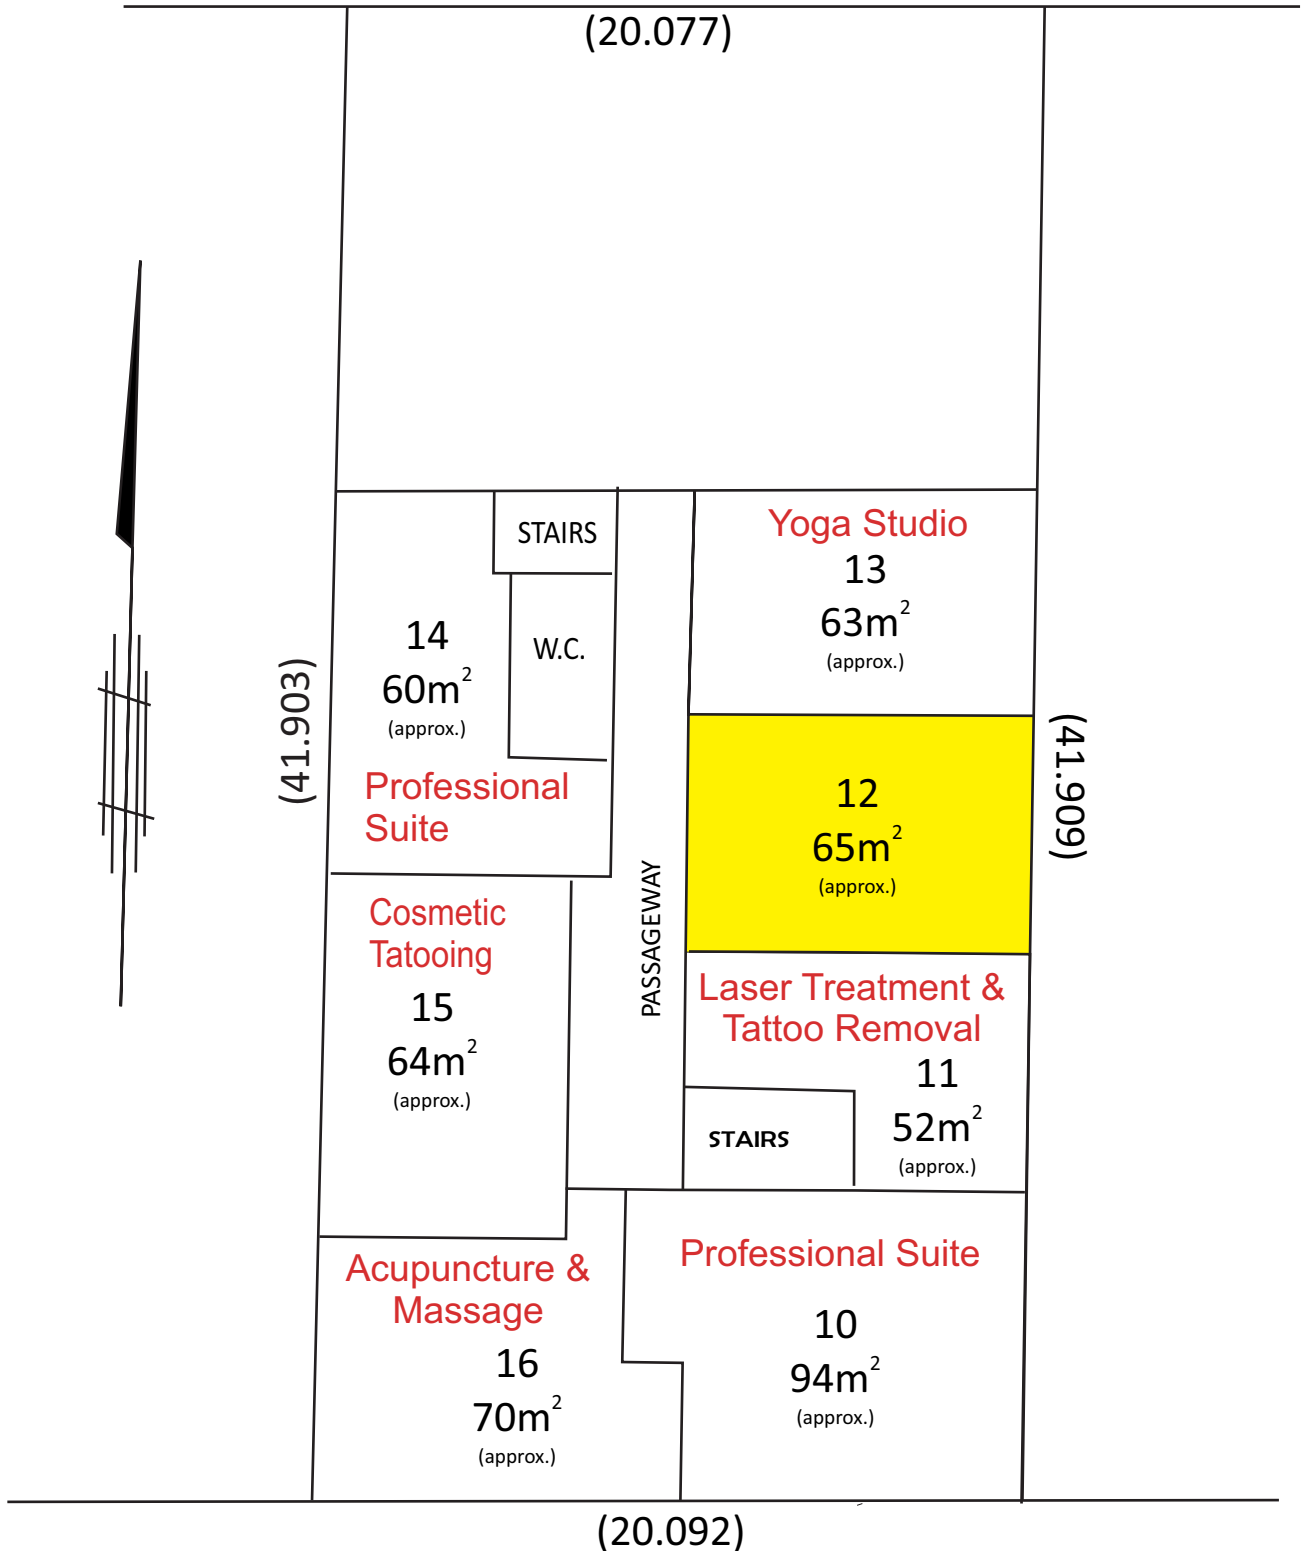 (20.077)
STAIRS
W.C.
14
60m²
(approx.)
Professional
Suite
Yoga Studio
13
63m²
(approx.)
(41.903)
12
65m²
(approx.)
(41.909)
PASSAGEWAY
Cosmetic
Tatooing
15
64m²
(approx.)
Laser Treatment &
Tattoo Removal
11
52m²
(approx.)
STAIRS
Acupuncture &
Massage
16
70m²
(approx.)
Professional Suite
10
94m²
(approx.)
(20.092)